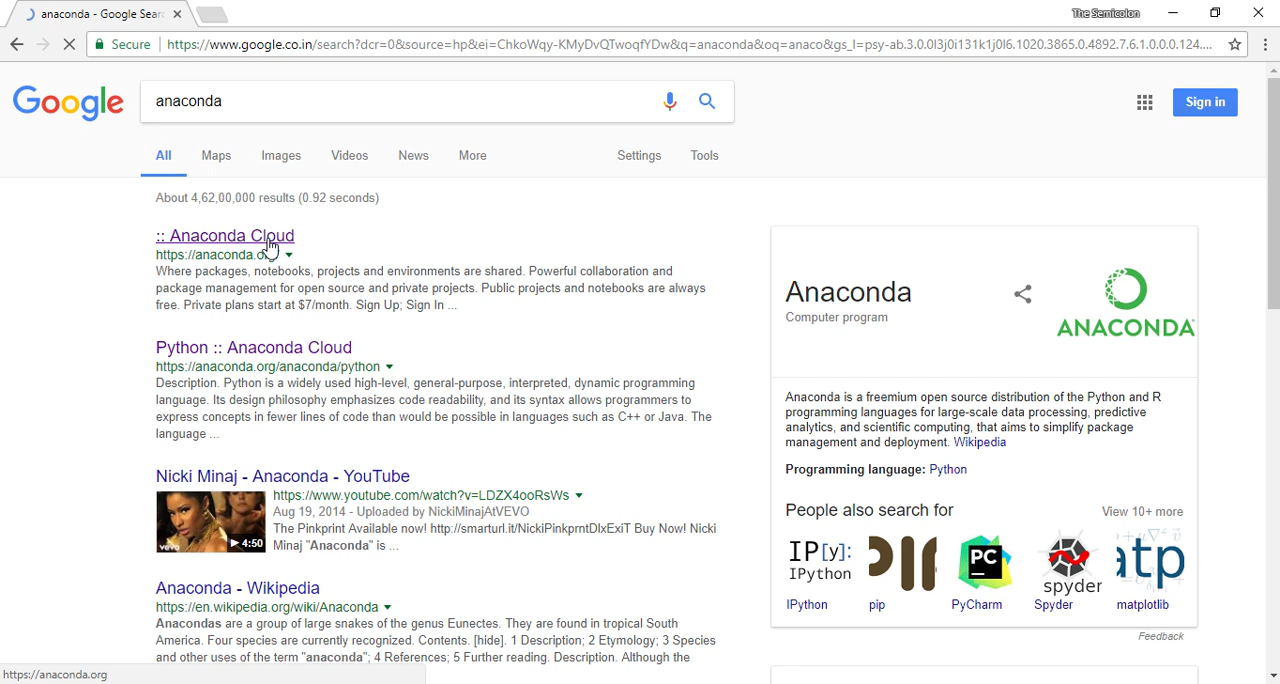 anaconda - Google Sear
The Semicolon
Secure
https://www.google.co.in/search?dcr=0&source=hp&ei=ChkoWqy-KMyDvQTwoqfYDw&q=anaconda&oq=anaco&gs_l=psy-ab.3.0.0l3j0i131k1j0l6.1020.3865.0.4892.7.6.1.0.0.0.124....
Google
anaconda
Sign in
All Maps Images Videos News More Settings Tools
About 4,62,00,000 results (0.92 seconds)
:: Anaconda Cloud
https://anaconda.
Where packages, notebooks, projects and environments are shared. Powerful collaboration and
package management for open source and private projects. Public projects and notebooks are always
free. Private plans start at $7/month. Sign Up; Sign In ...
Python :: Anaconda Cloud
https://anaconda.org/anaconda/python
Description. Python is a widely used high-level, general-purpose, interpreted, dynamic programming
language. Its design philosophy emphasizes code readability, and its syntax allows programmers to
express concepts in fewer lines of code than would be possible in languages such as C++ or Java. The
language ...
Nicki Minaj - Anaconda - YouTube
https://www.youtube.com/watch?v=LDZX4ooRsWs
Aug 19, 2014 - Uploaded by NickiMinajAtVEVO
The Pinkprint Available now! http://smarturl.it/NickiPinkprntDlxExiT Buy Now! Nicki
Minaj "Anaconda" is ...
vevo
4:50
Anaconda - Wikipedia
https://en.wikipedia.org/wiki/Anaconda
Anacondas are a group of large snakes of the genus Eunectes. They are found in tropical South
America. Four species are currently recognized. Contents. [hide]. 1 Description; 2 Etymology; 3 Species
and other uses of the term "anaconda"; 4 References; 5 Further reading. Description. Although the
https://anaconda.org
Anaconda
Computer program
ANACONDA
Anaconda is a freemium open source distribution of the Python and R
programming languages for large-scale data processing, predictive
analytics, and scientific computing, that aims to simplify package
management and deployment. Wikipedia
Programming language: Python
People also search for
View 10+ more
IP[y]:
IPython
PC
spyder
atp
IPython pip PyCharm Spyder matplotlib
Feedback